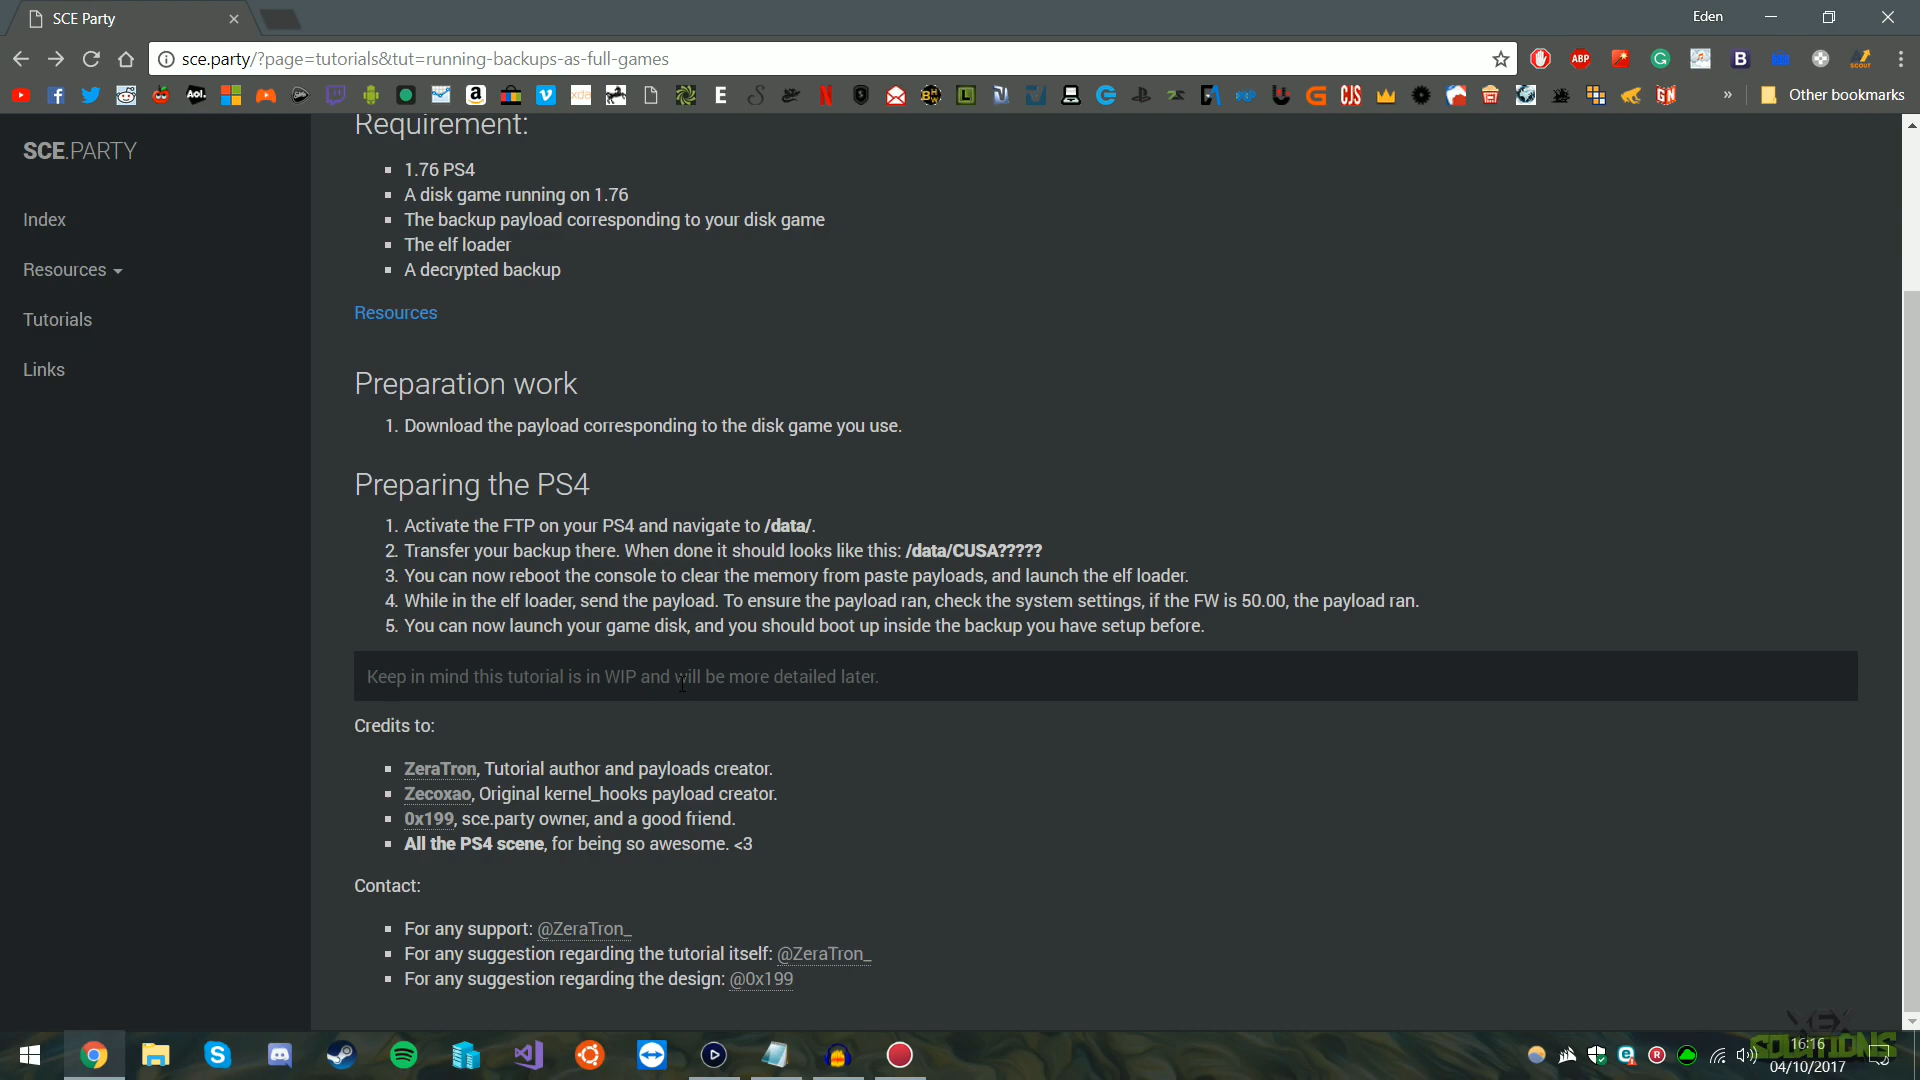 SCE Party
Eden
sce.party/?page=tutorials&tut=running-backups-as-full-games
Other bookmarks
SCE.PARTY
Index
Resources
Tutorials
Links
Requirement:
1.76 PS4
A disk game running on 1.76
The backup payload corresponding to your disk game
The elf loader
A decrypted backup
Resources
Preparation work
1. Download the payload corresponding to the disk game you use.
Preparing the PS4
1. Activate the FTP on your PS4 and navigate to /data/.
2. Transfer your backup there. When done it should looks like this: /data/CUSA?????
3. You can now reboot the console to clear the memory from paste payloads, and launch the elf loader.
4. While in the elf loader, send the payload. To ensure the payload ran, check the system settings, if the FW is 50.00, the payload ran.
5. You can now launch your game disk, and you should boot up inside the backup you have setup before.
Keep in mind this tutorial is in WIP and will be more detailed later.
Credits to:
ZeraTron, Tutorial author and payloads creator.
Zecoxao, Original kernel_hooks payload creator.
0x199, sce.party owner, and a good friend.
All the PS4 scene, for being so awesome. <3
Contact:
For any support: @ZeraTron_
For any suggestion regarding the tutorial itself: @ZeraTron_
For any suggestion regarding the design: @0x199
SOLUTIONS
16:16
04/10/2017